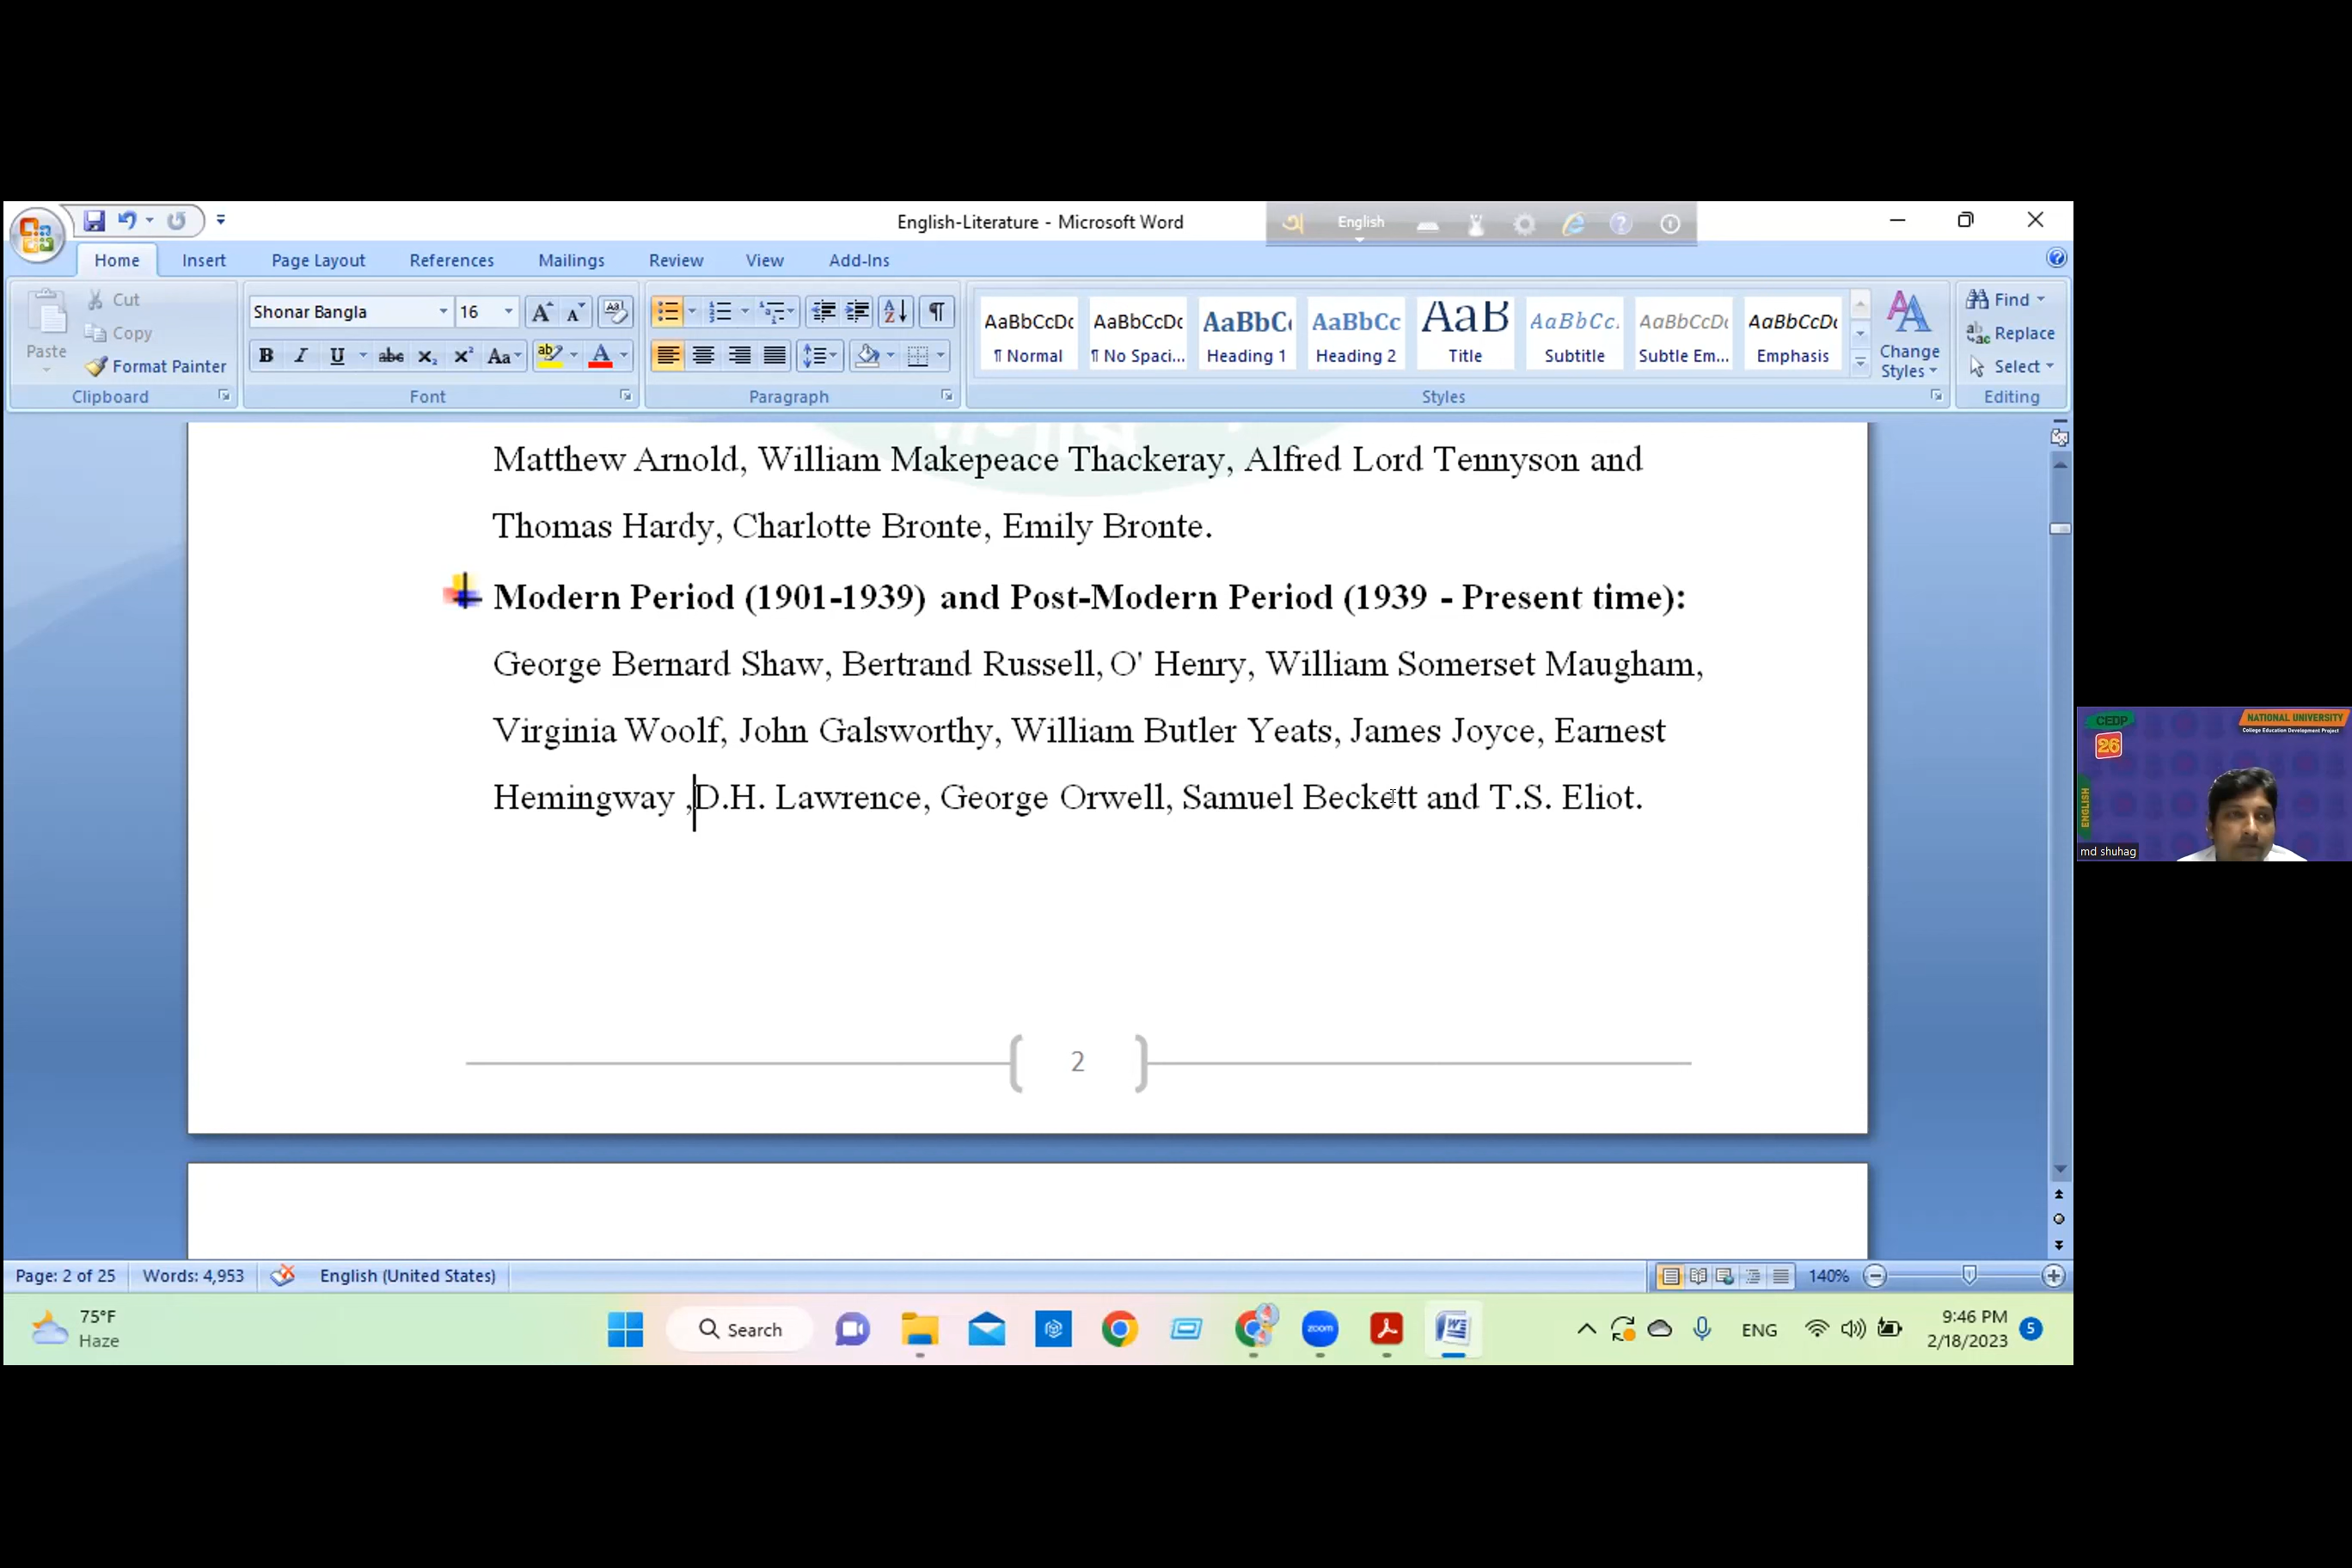 English-Literature - Microsoft Word
English
Home Insert Page Layout References Mailings Review View Add-Ins
Paste
Cut
Copy
Format Painter
Clipboard
Shonar Bangla 16
Font
Paragraph
AaBbCcDc AaBbCcDc AaBbC AaBbCc AaB AaBbCc. AaBbCcDc AaBbCcDc
¶ Normal ¶ No Spaci... Heading 1 Heading 2 Title Subtitle Subtle Em... Emphasis
Change
Styles
Styles
Find
Replace
Select
Editing
Matthew Arnold, William Makepeace Thackeray, Alfred Lord Tennyson and
Thomas Hardy, Charlotte Bronte, Emily Bronte.
Modern Period (1901-1939) and Post-Modern Period (1939 - Present time):
George Bernard Shaw, Bertrand Russell, O' Henry, William Somerset Maugham,
Virginia Woolf, John Galsworthy, William Butler Yeats, James Joyce, Earnest
Hemingway ,D.H. Lawrence, George Orwell, Samuel Beckett and T.S. Eliot.
2
CEDP
26
NATIONAL UNIVERSITY
College Education Development Project
ENGLISH
md shuhag
Page: 2 of 25 Words: 4,953 English (United States) 140%
75°F
Haze
Search
zoom
ENG
9:46 PM
2/18/2023
5